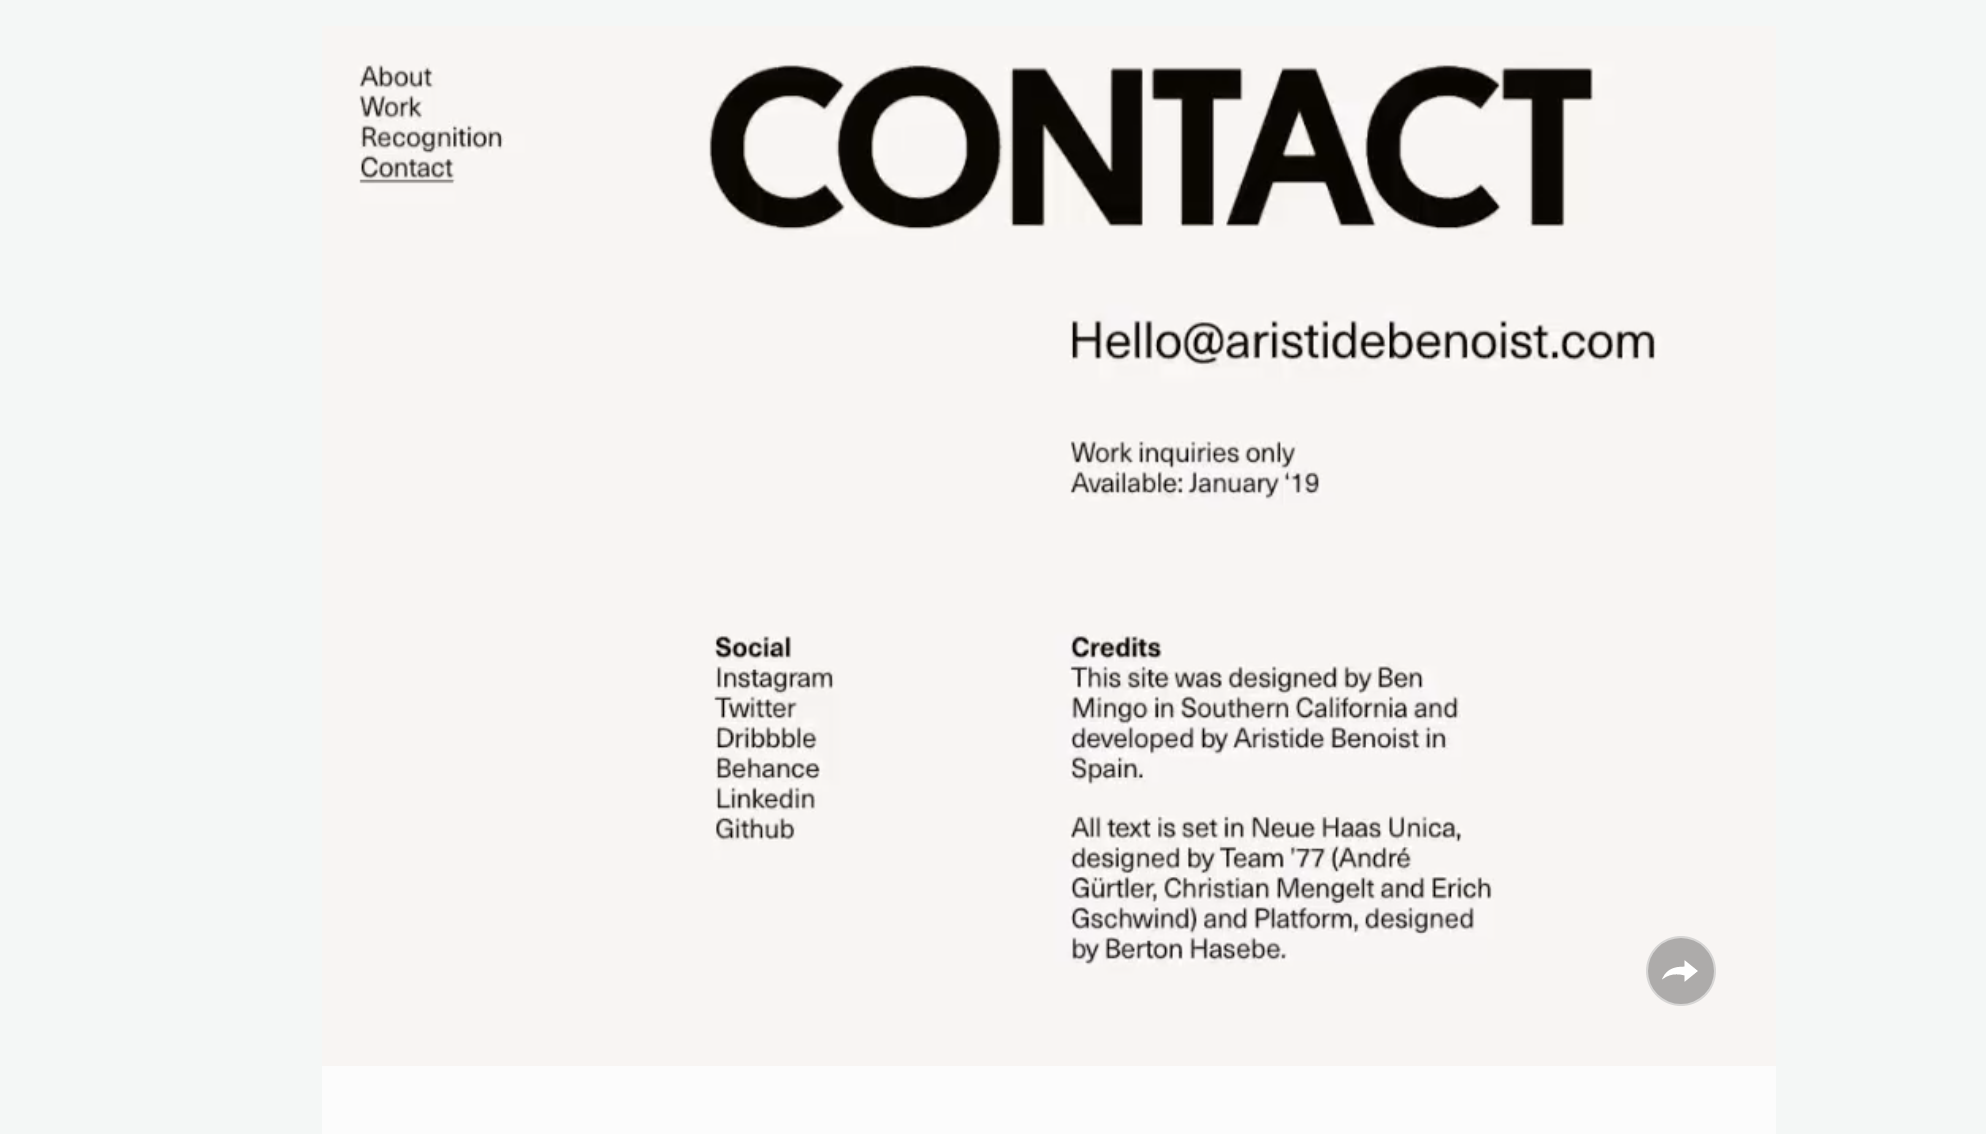 About
Work
Recognition
Contact
CONTACT
Hello@aristidebenoist.com
Work inquiries only
Available: January ‘19
Social
Instagram
Twitter
Dribbble
Behance
Linkedin
Github
Credits
This site was designed by Ben
Mingo in Southern California and
developed by Aristide Benoist in
Spain.
All text is set in Neue Haas Unica,
designed by Team '77 (André
Gürtler, Christian Mengelt and Erich
Gschwind) and Platform, designed
by Berton Hasebe.